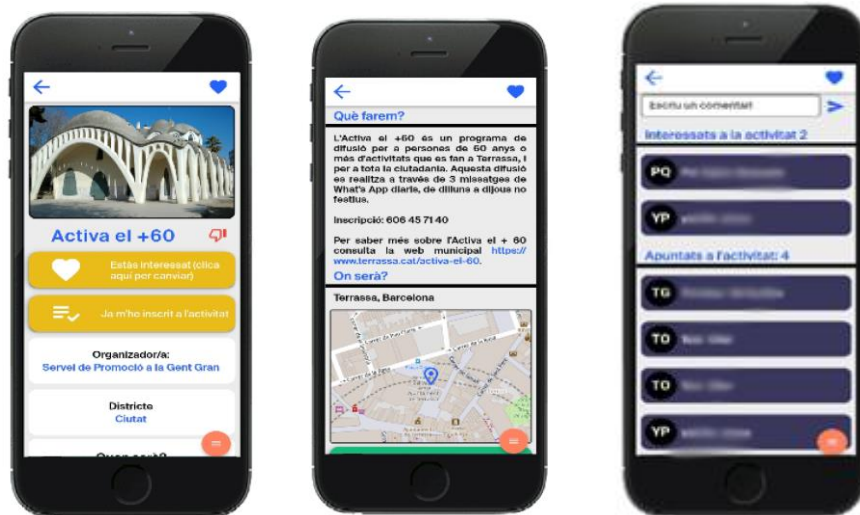 Activa el +60
Estàs interessat (clica
aquí per canviar)
Ja m'he inscrit a l'activitat
Organizador/a:
Servei de Promoció a la Gent Gran
Districte
Ciutat
Quan serà?
Què farem?
L'Activa el +60 és un programa de
difusió per a persones de 60 anys o
més d'activitats que es fan a Terrassa, i
per a tota la ciutadania. Aquesta difusió
es realitza a través de 3 missatges de
What's App diaris, de dilluns a dijous no
festius.
Inscripció: 606 45 71 40
Per saber més sobre l'Activa el + 60
consulta la web municipal https://
www.terrassa.cat/activa-el-60.
On serà?
Terrassa, Barcelona
Escriu un comentari
Interessats a la activitat 2
PQ
YP
Apuntats a l'activitat: 4
TG
TO
TO
YP